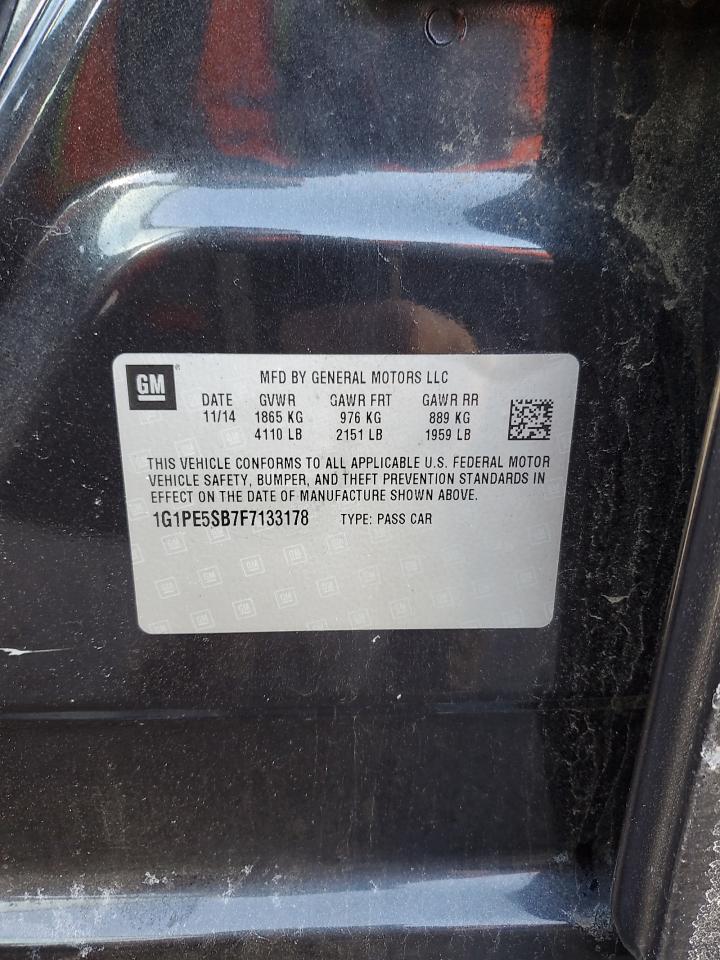 GM
MFD BY GENERAL MOTORS LLC
DATE GVWR GAWR FRT GAWR RR
11/14 1865 KG 976 KG 889 KG
4110 LB 2151 LB 1959 LB
THIS VEHICLE CONFORMS TO ALL APPLICABLE U.S. FEDERAL MOTOR
VEHICLE SAFETY, BUMPER, AND THEFT PREVENTION STANDARDS IN
EFFECT ON THE DATE OF MANUFACTURE SHOWN ABOVE.
1G1PE5SB7F7133178 TYPE: PASS CAR